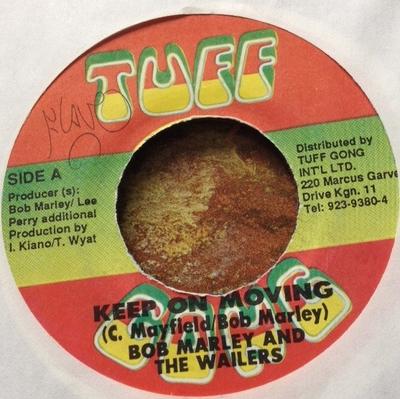 TUFF
SIDE A
Producer (s):
Bob Marley/ Lee
Perry additional
Production by
I. Kiano/T. Wyat
Distributed by
TUFF GONG
INT'L LTD.
220 Marcus Garve
Drive Kgn. 11
Tel: 923-9380-4
KEEP ON MOVING
(C. Mayfield/Bob Marley)
BOB MARLEY AND
THE WAILERS
GONG